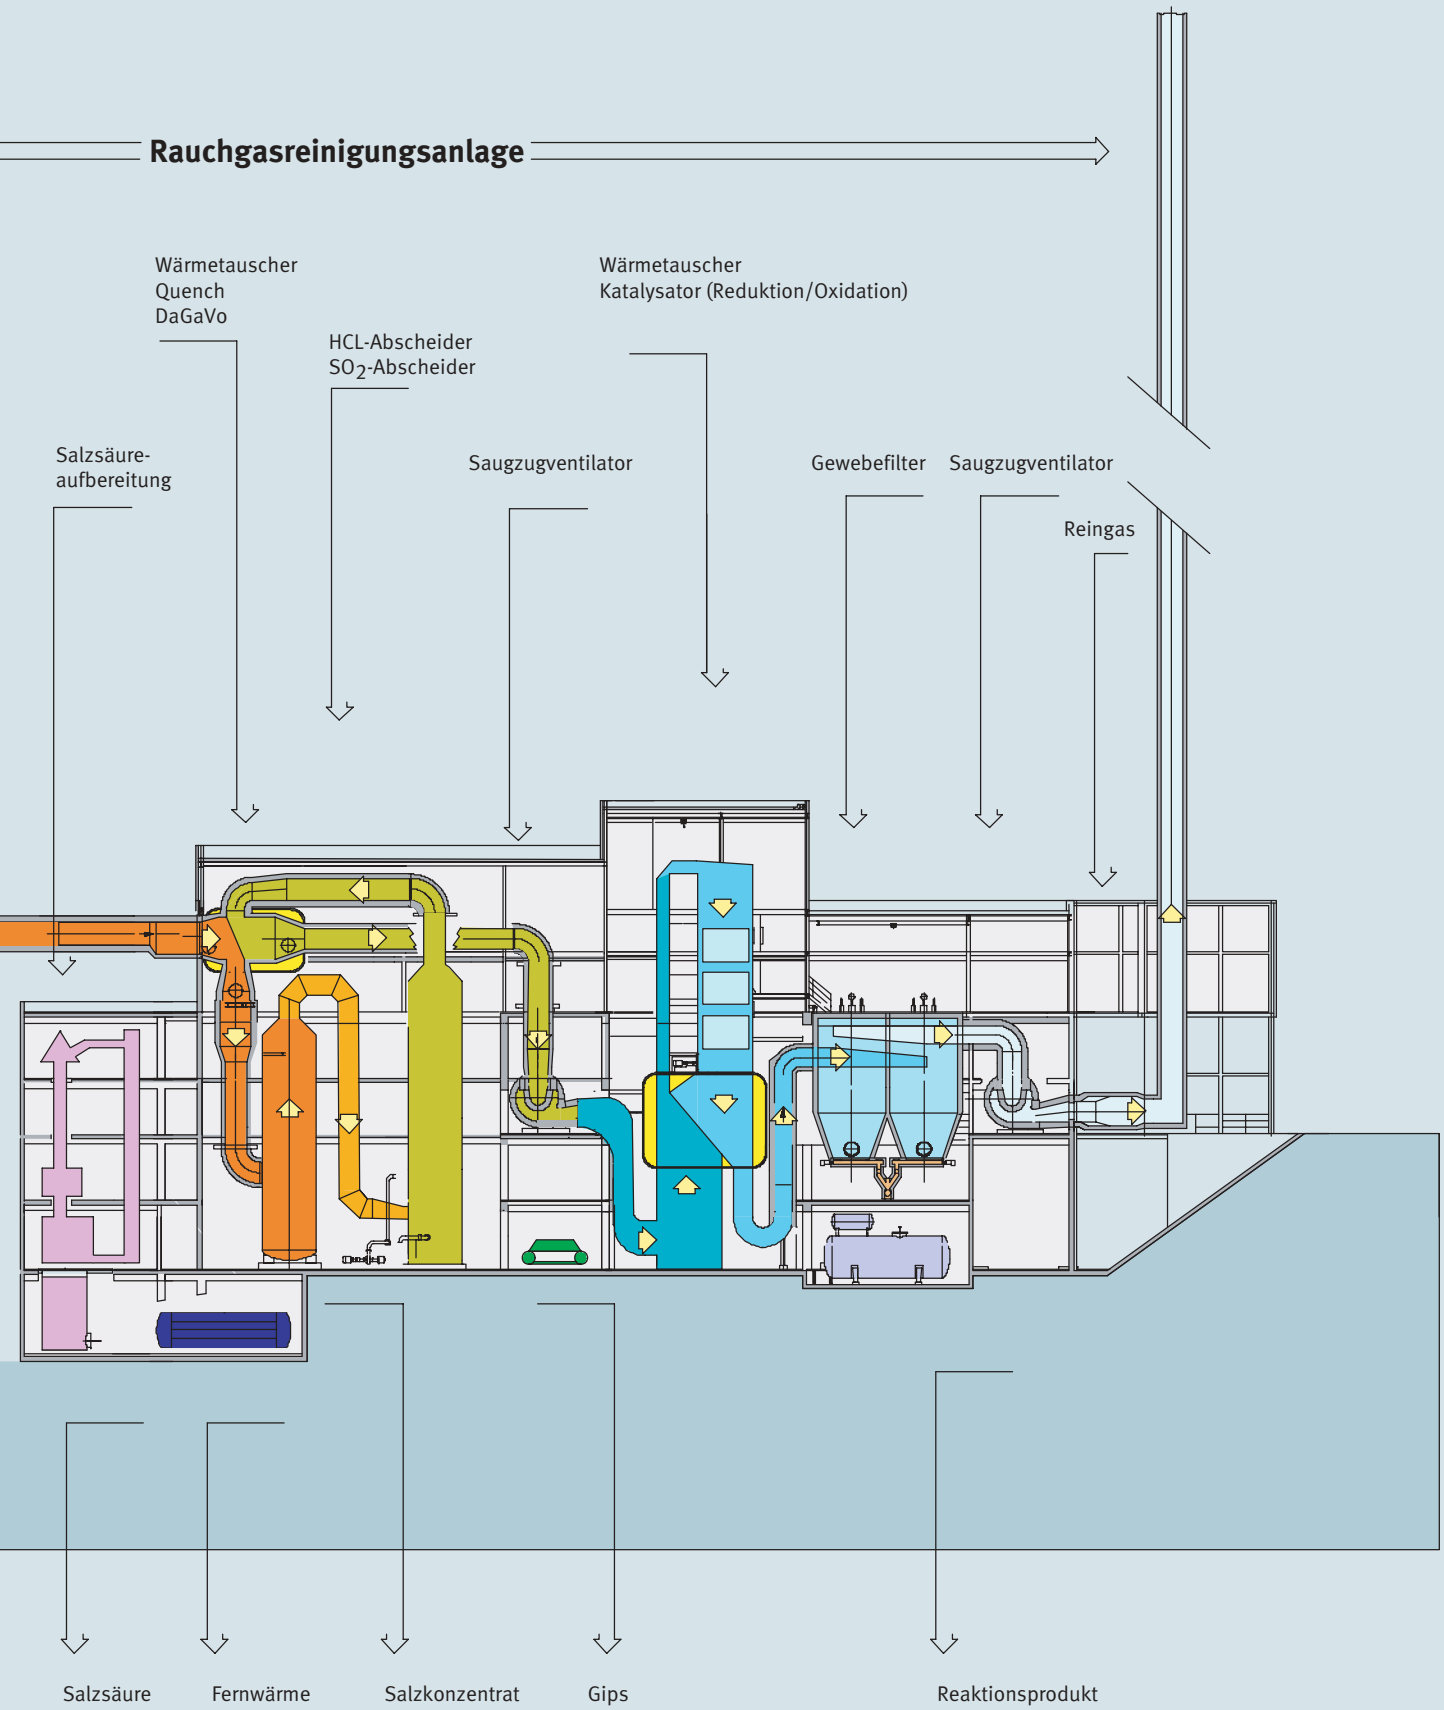 Rauchgasreinigungsanlage
Wärmetauscher
Quench
DaGaVo
Wärmetauscher
Katalysator (Reduktion/Oxidation)
HCL-Abscheider
SO2-Abscheider
Salzsäure-
aufbereitung
Saugzugventilator
Gewebefilter
Saugzugventilator
Reingas
Salzsäure
Fernwärme
Salzkonzentrat
Gips
Reaktionsprodukt